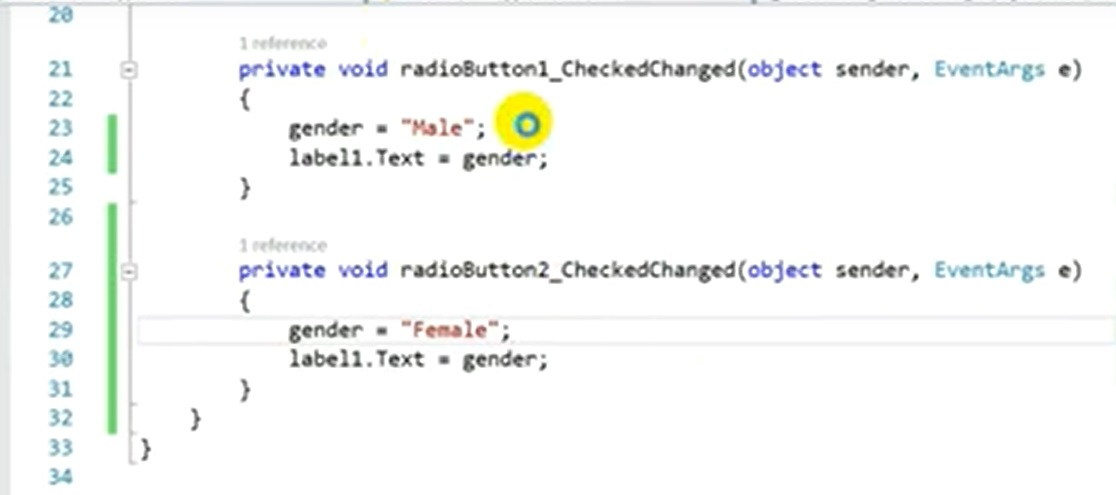 20
1 reference
21 private void radioButton1_CheckedChanged(object sender, EventArgs e)
22 {
23 gender = "Male";
24 label1.Text = gender;
25 }
26
1 reference
27 private void radioButton2_CheckedChanged(object sender, EventArgs e)
28 {
29 gender = "Female";
30 label1.Text = gender;
31 }
32 }
33 }
34